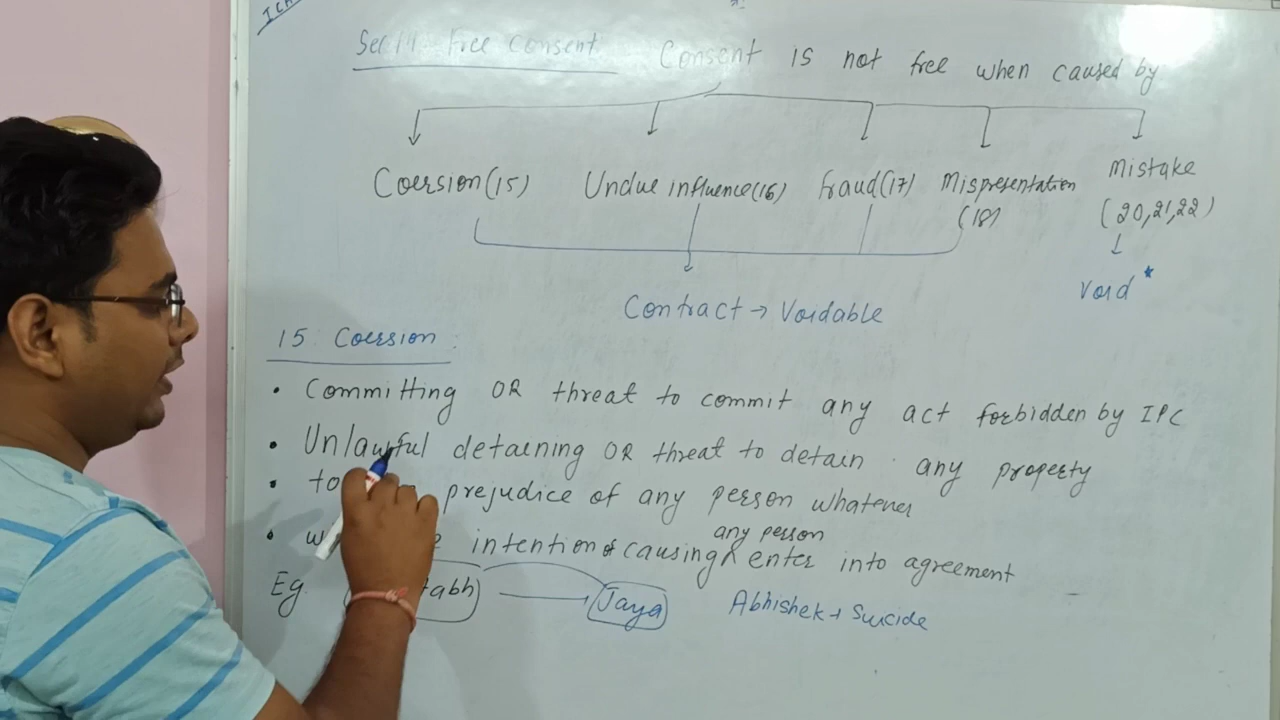 Sec 14 Free Consent Consent is not free when caused by
Coersion(15) Undue influence(16) fraud(17) Mispresentation (18) Mistake (20,21,22)
Void *
Contract → Voidable
15 Coersion :
• Committing OR threat to commit any act forbidden by IPC
• Unlawful detaining OR threat to detain any property
• to prejudice of any person whatever
• intention of causing any person enter into agreement
Eg. tabh → Jaya Abhishek + Suicide